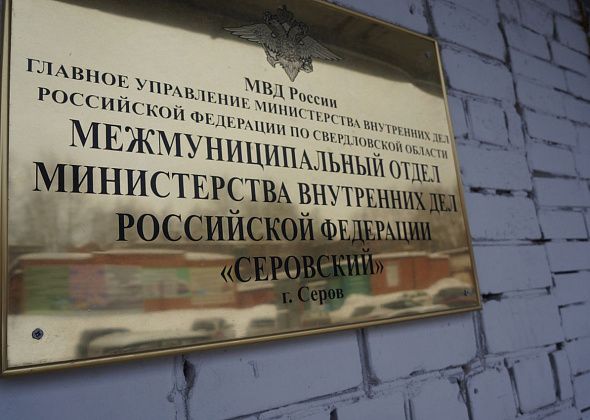 МВД России
ГЛАВНОЕ УПРАВЛЕНИЕ МИНИСТЕРСТВА ВНУТРЕННИХ ДЕЛ
РОССИЙСКОЙ ФЕДЕРАЦИИ ПО СВЕРДЛОВСКОЙ ОБЛАСТИ
МЕЖМУНИЦИПАЛЬНЫЙ ОТДЕЛ
МИНИСТЕРСТВА ВНУТРЕННИХ ДЕЛ
РОССИЙСКОЙ ФЕДЕРАЦИИ
«СЕРОВСКИЙ»
г. Серов